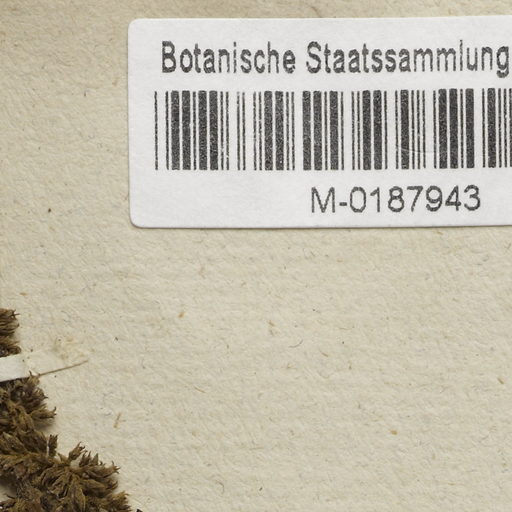 Botanische Staatssammlung
M-0187943